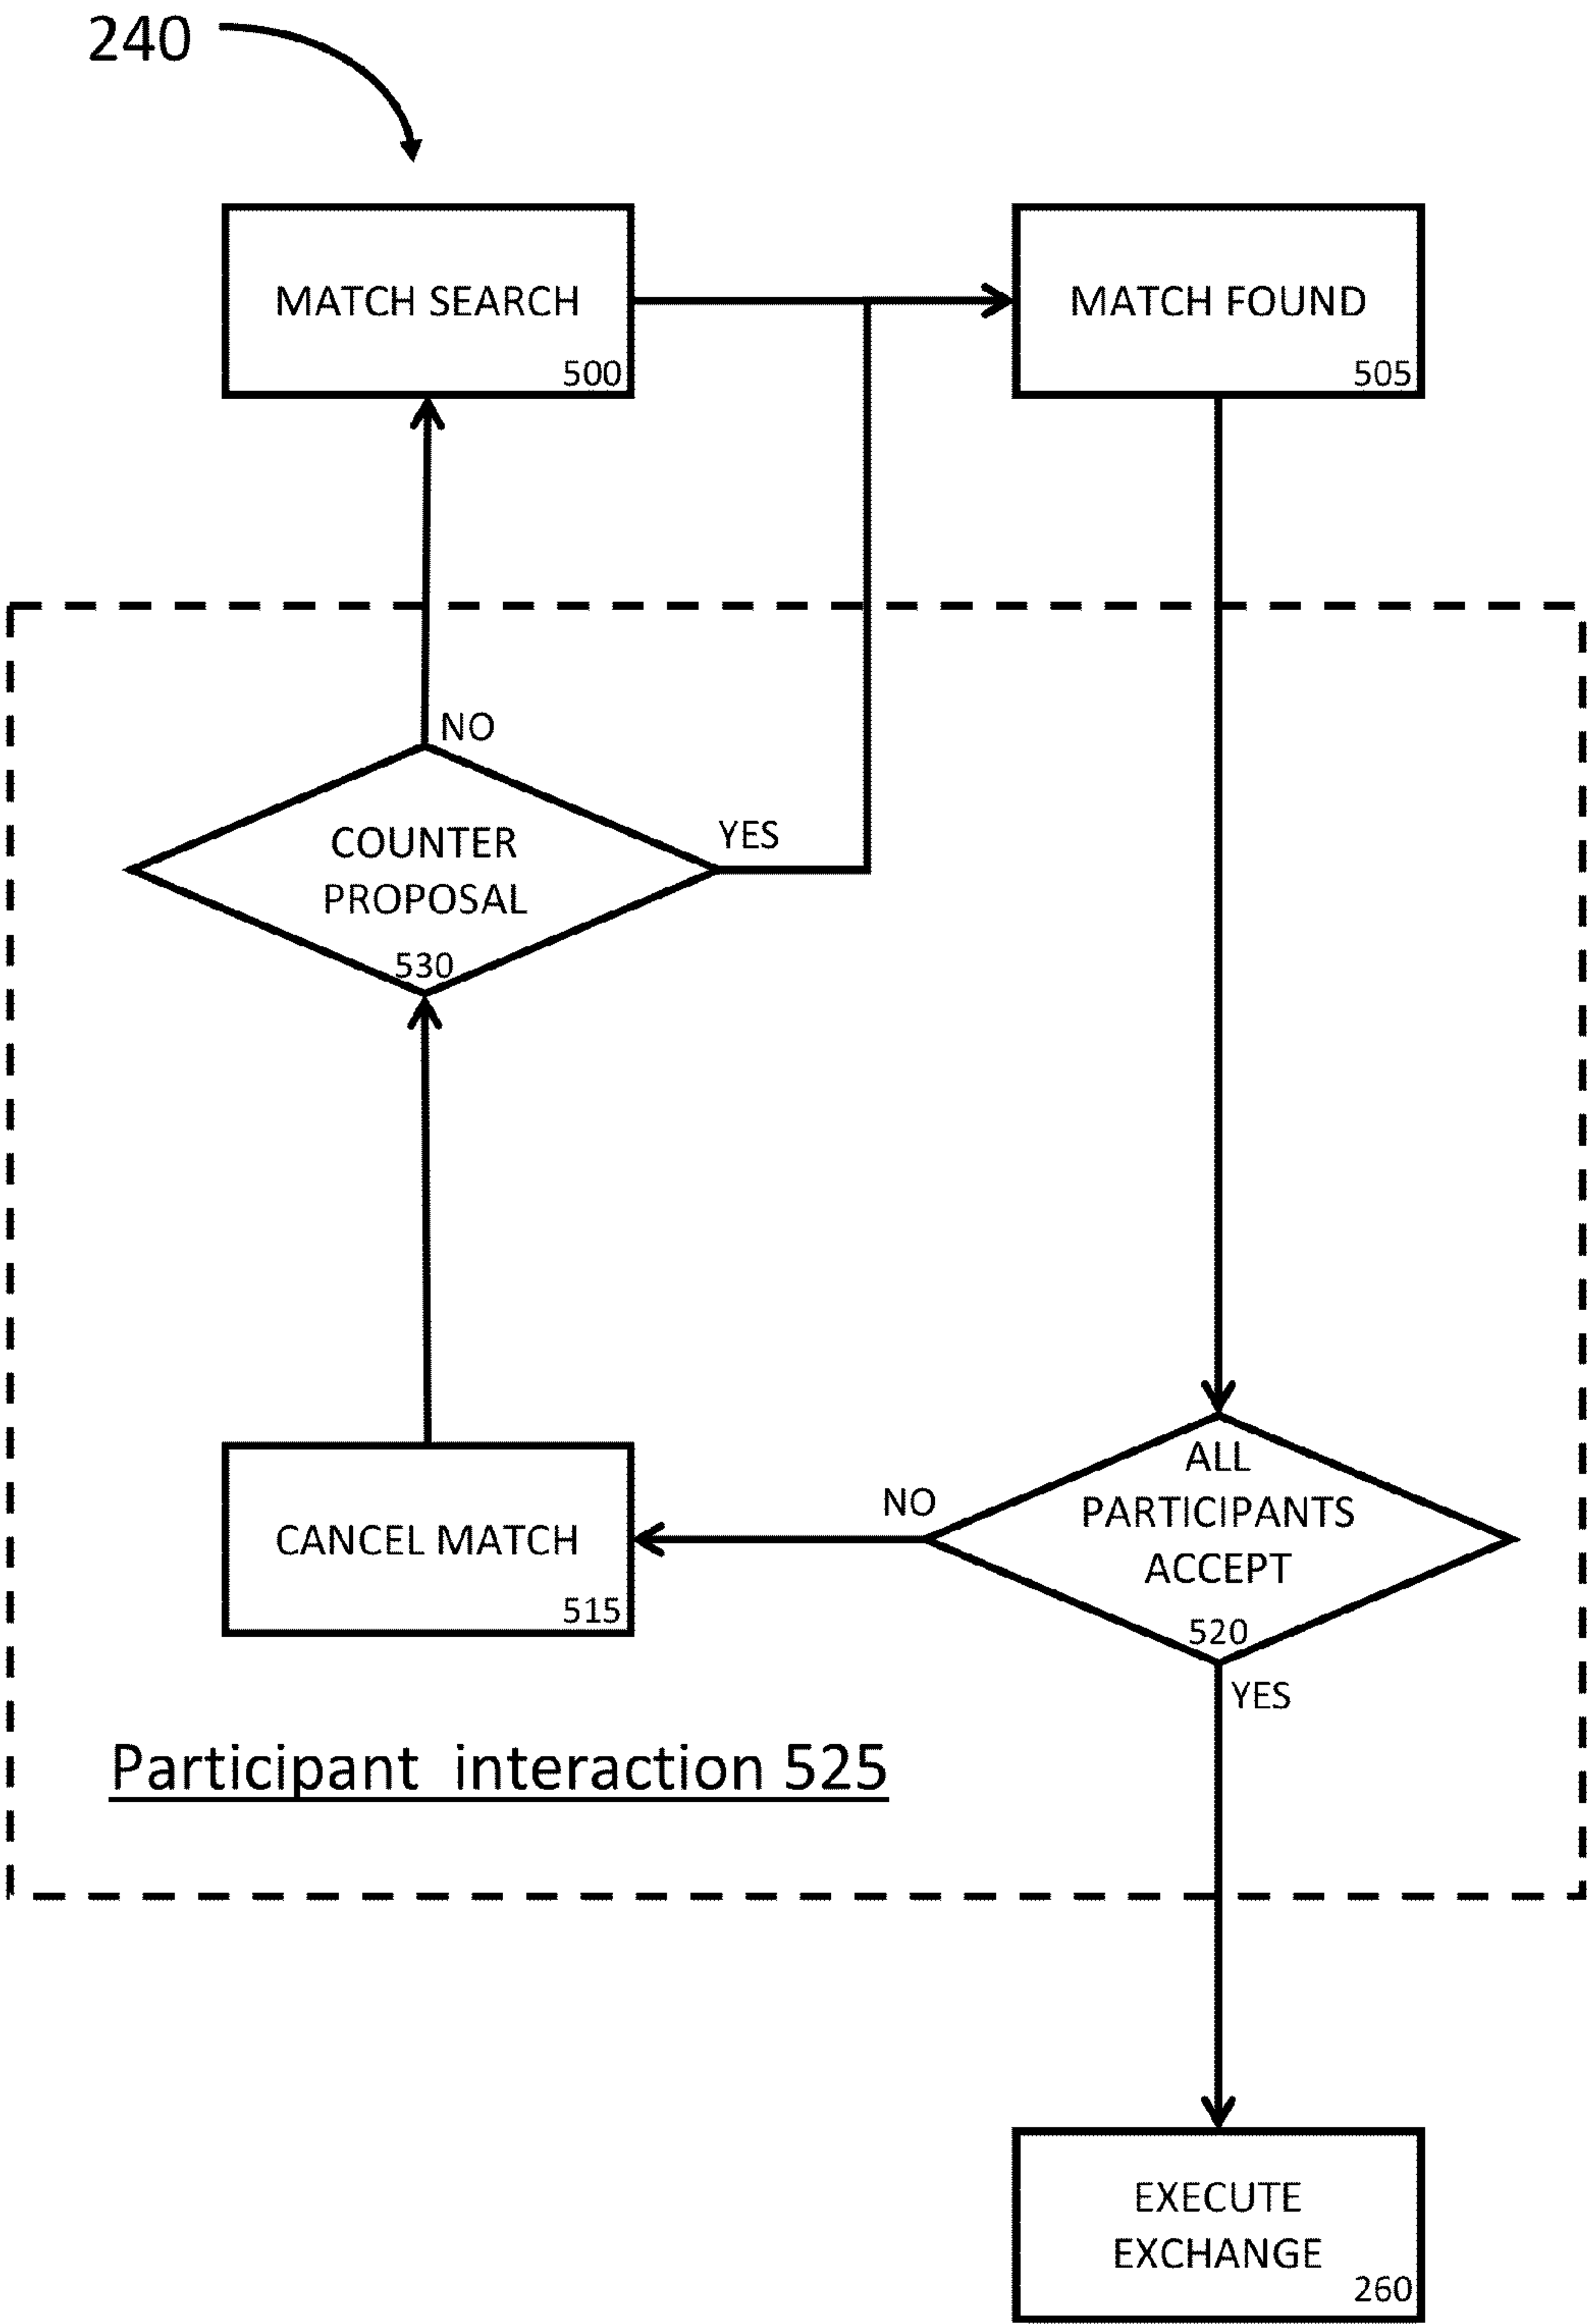 240
MATCH SEARCH
500
MATCH FOUND
505
NO
COUNTER
PROPOSAL
530
YES
CANCEL MATCH
515
NO
ALL
PARTICIPANTS
ACCEPT
520
YES
Participant interaction 525
EXECUTE
EXCHANGE
260